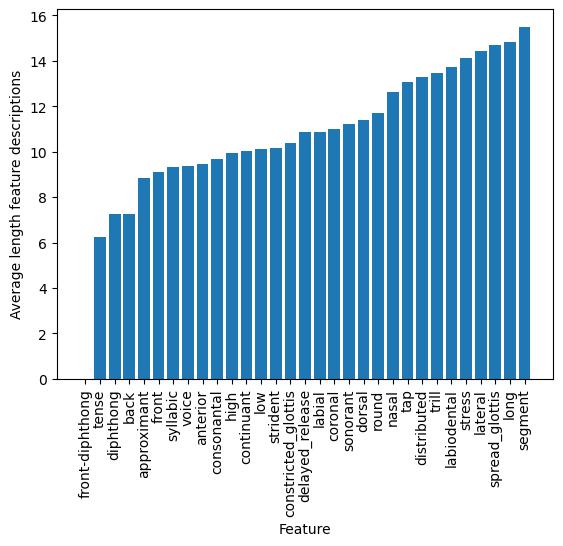 16
14
12
10
8
6
4
2
0
Average length feature descriptions
front-diphthong
tense
diphthong
back
approximant
front
syllabic
voice
anterior
consonantal
high
continuant
low
strident
constricted_glottis
delayed_release
labial
coronal
sonorant
dorsal
round
nasal
tap
distributed
trill
labiodental
stress
lateral
spread_glottis
long
segment
Feature